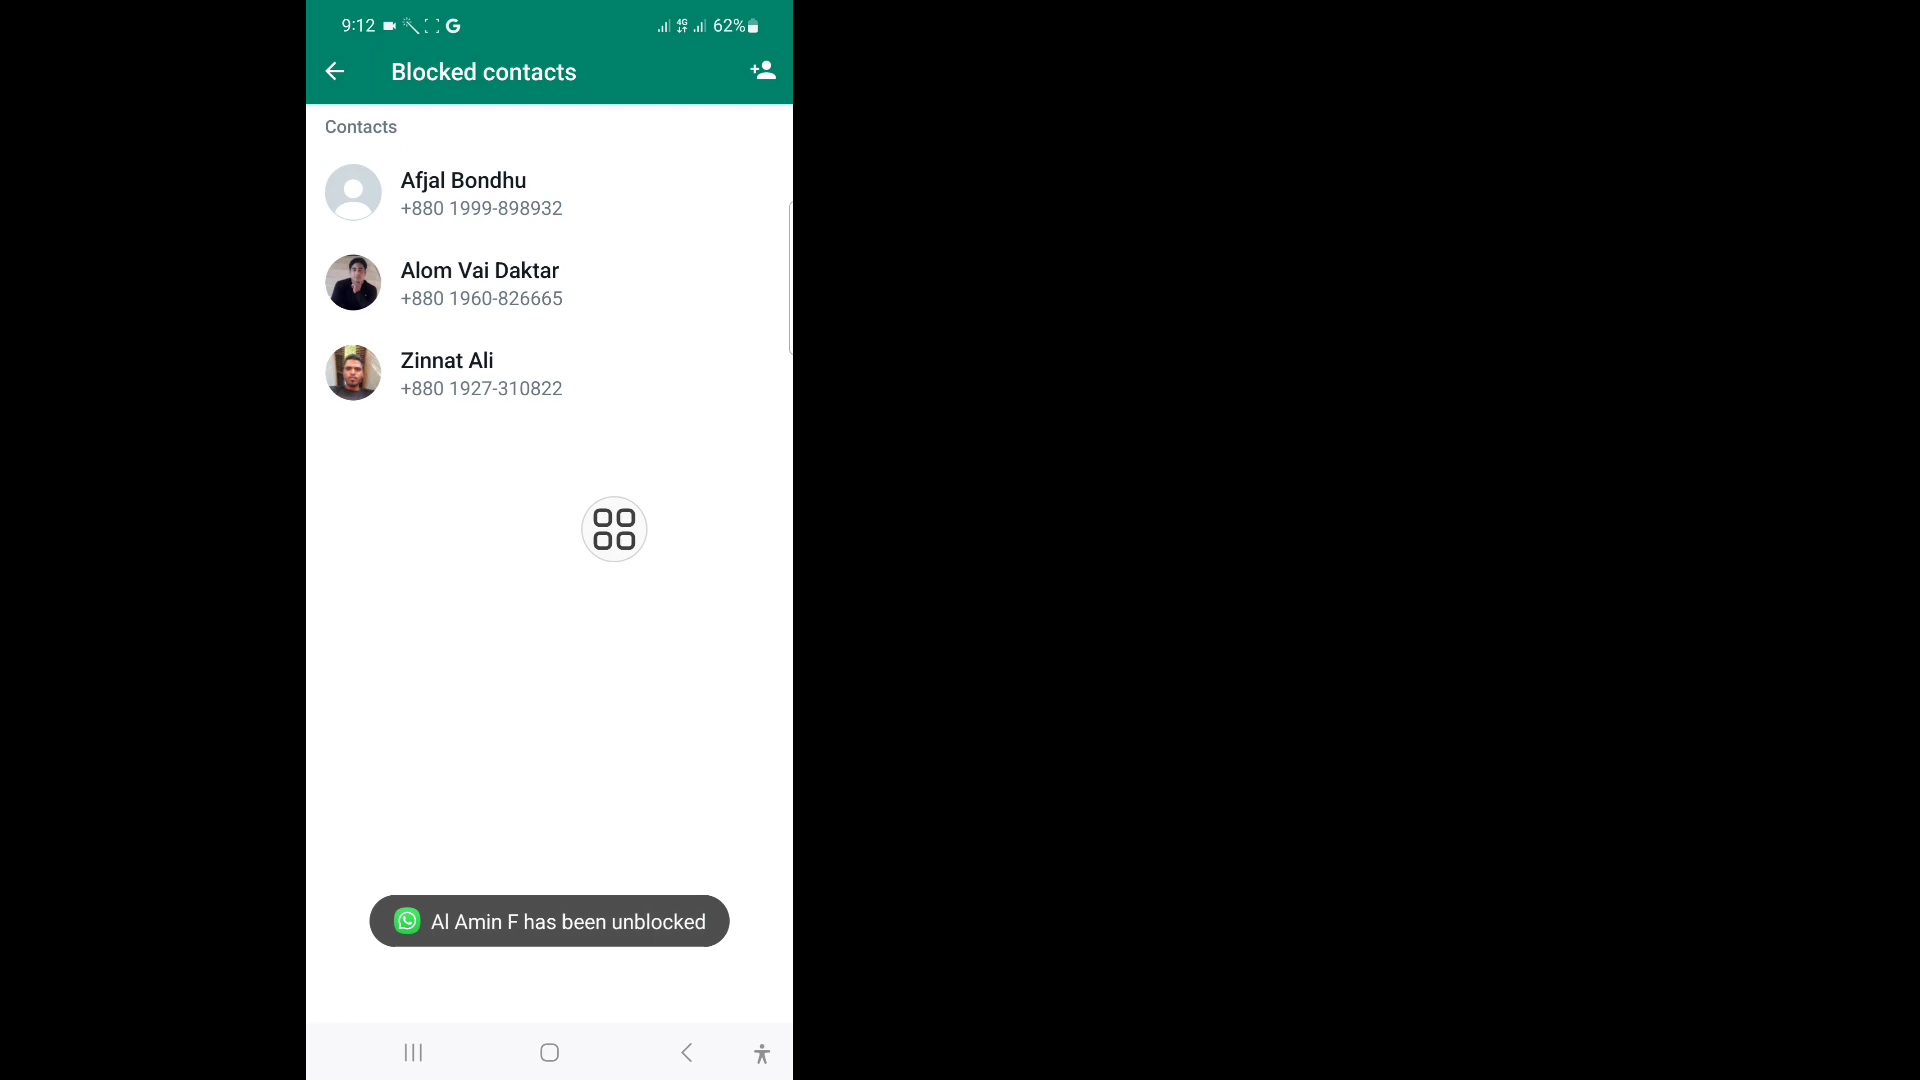 9:12 G 4G 62%
Blocked contacts
Contacts
Afjal Bondhu
+880 1999-898932
Alom Vai Daktar
+880 1960-826665
Zinnat Ali
+880 1927-310822
Al Amin F has been unblocked